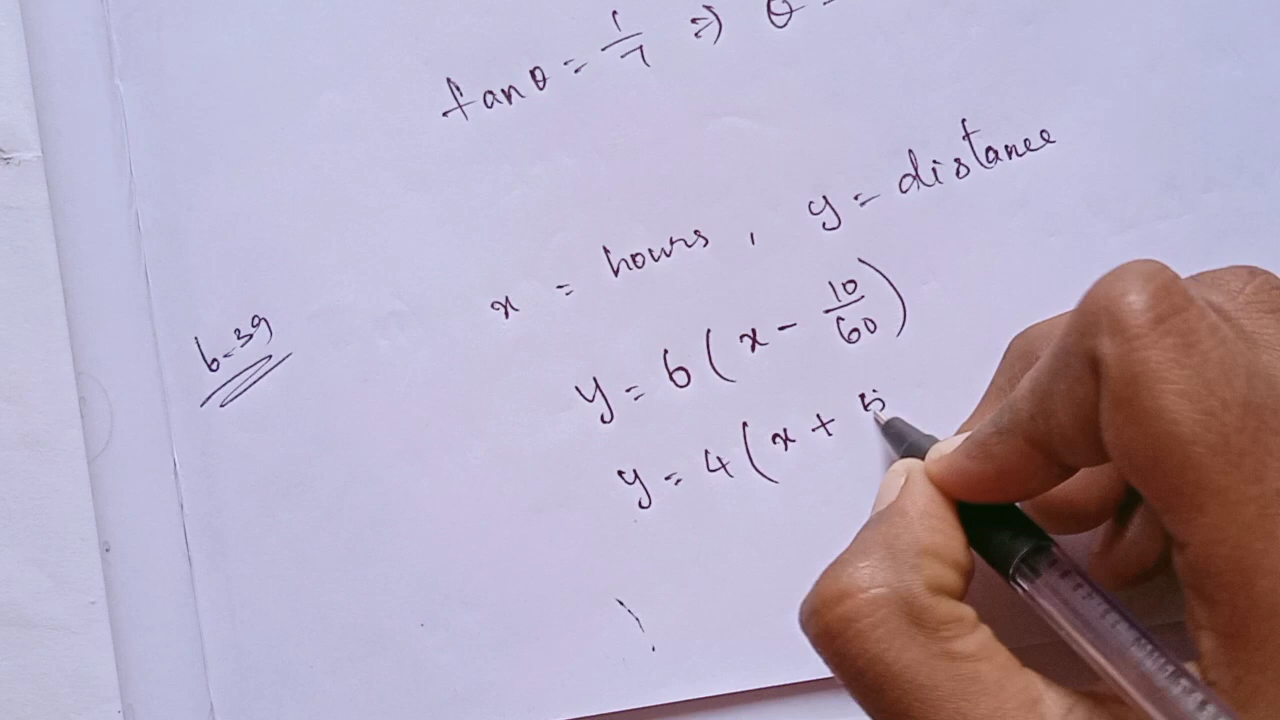 tan θ = 1/7 ⇒ θ =
x = hours, y = distance
6.39
y = 6 ( x - 10/60 )
y = 4 ( x + 5